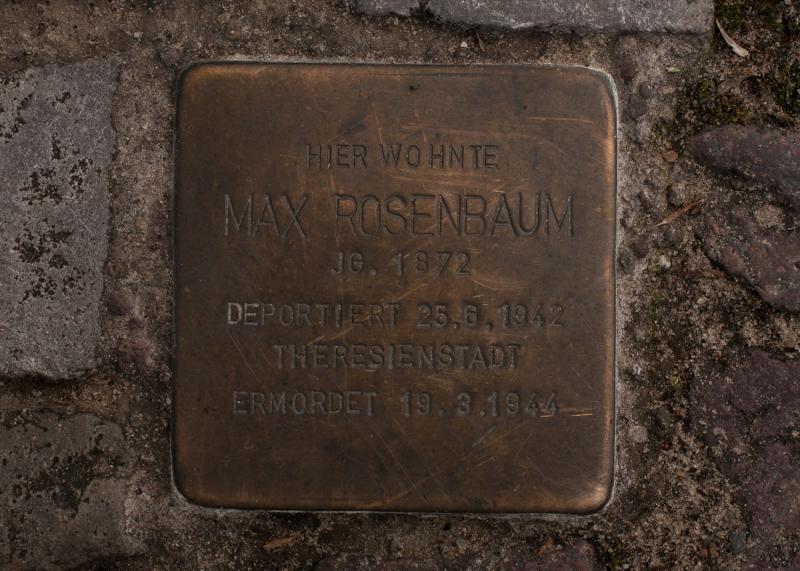 HIER WOHNTE
MAX ROSENBAUM
JG. 1872
DEPORTIERT 25.6.1942
THERESIENSTADT
ERMORDET 19.3.1944